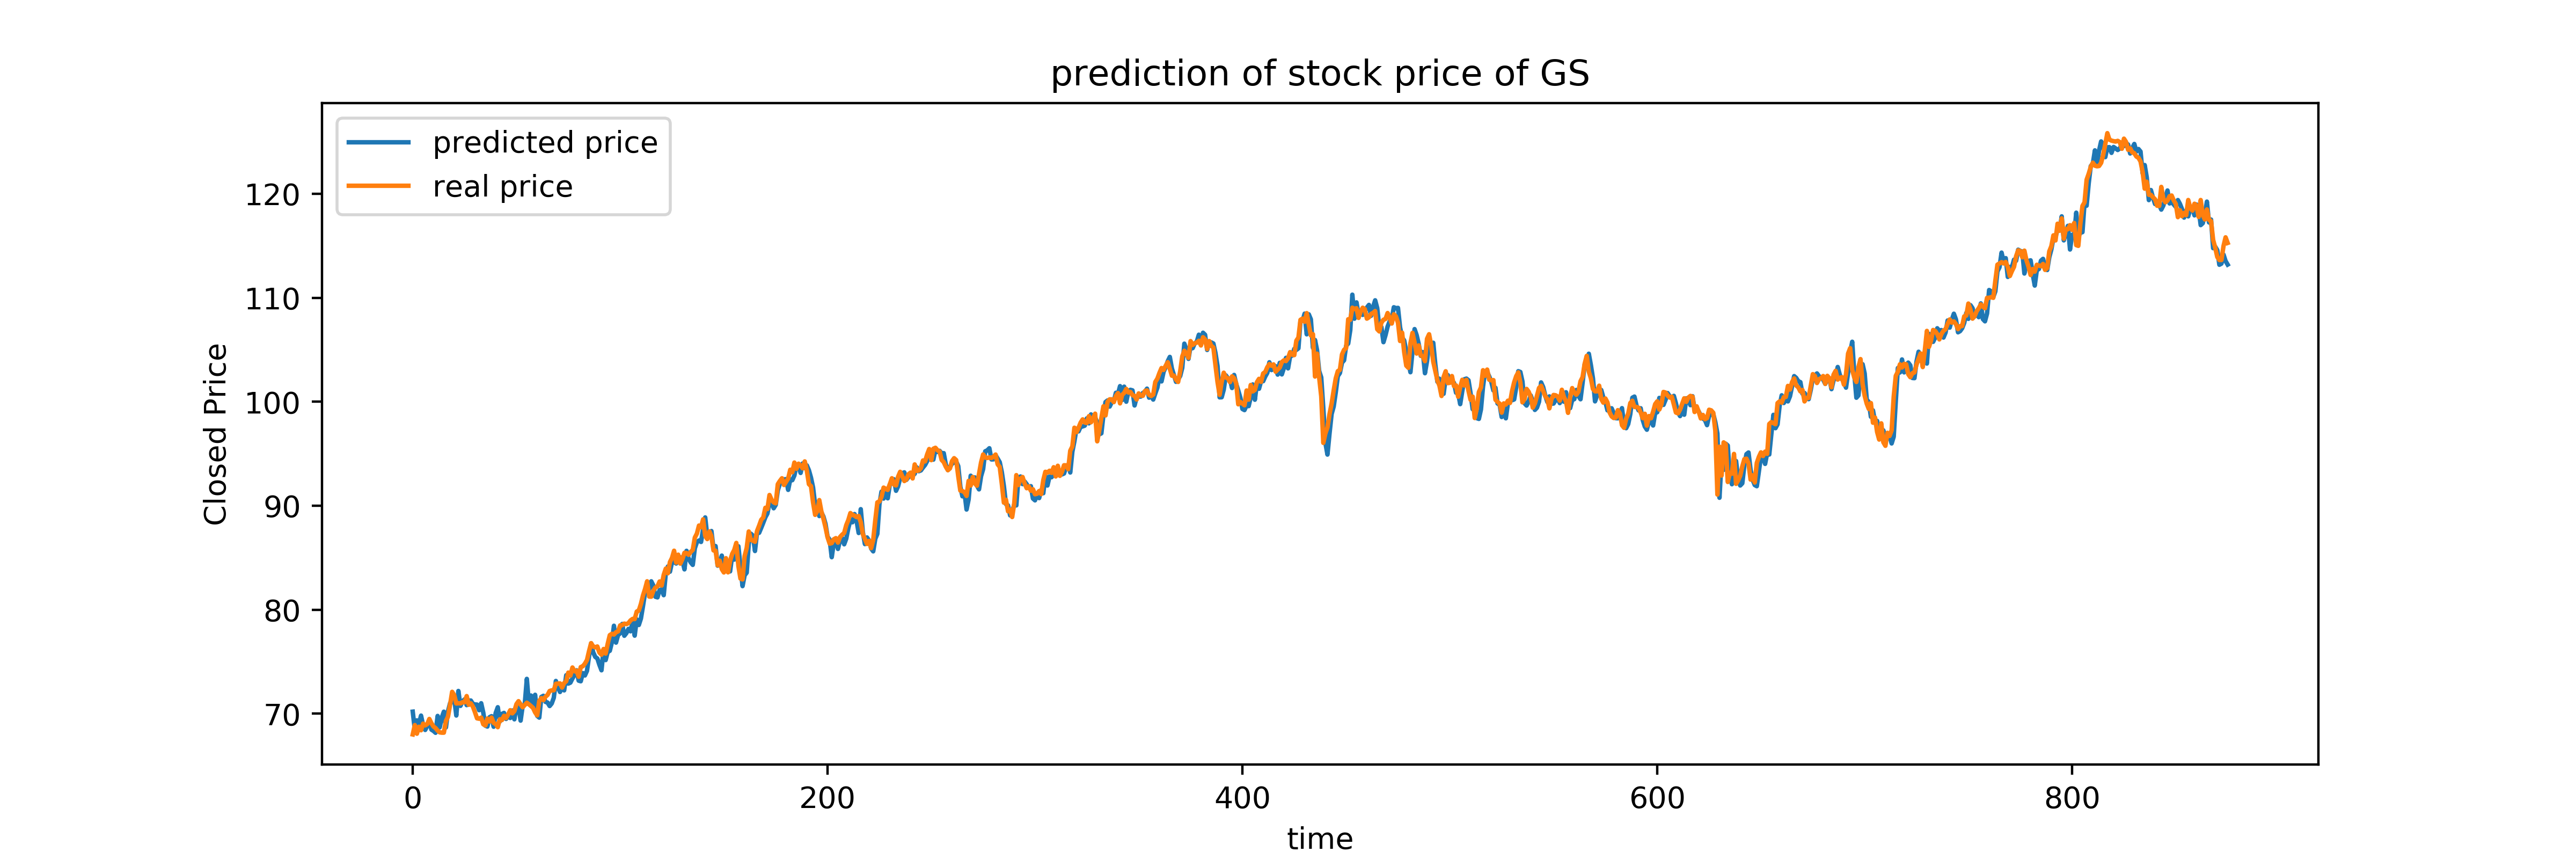 prediction of stock price of GS
predicted price
real price
120
110
100
90
80
70
Closed Price
0 200 400 600 800
time